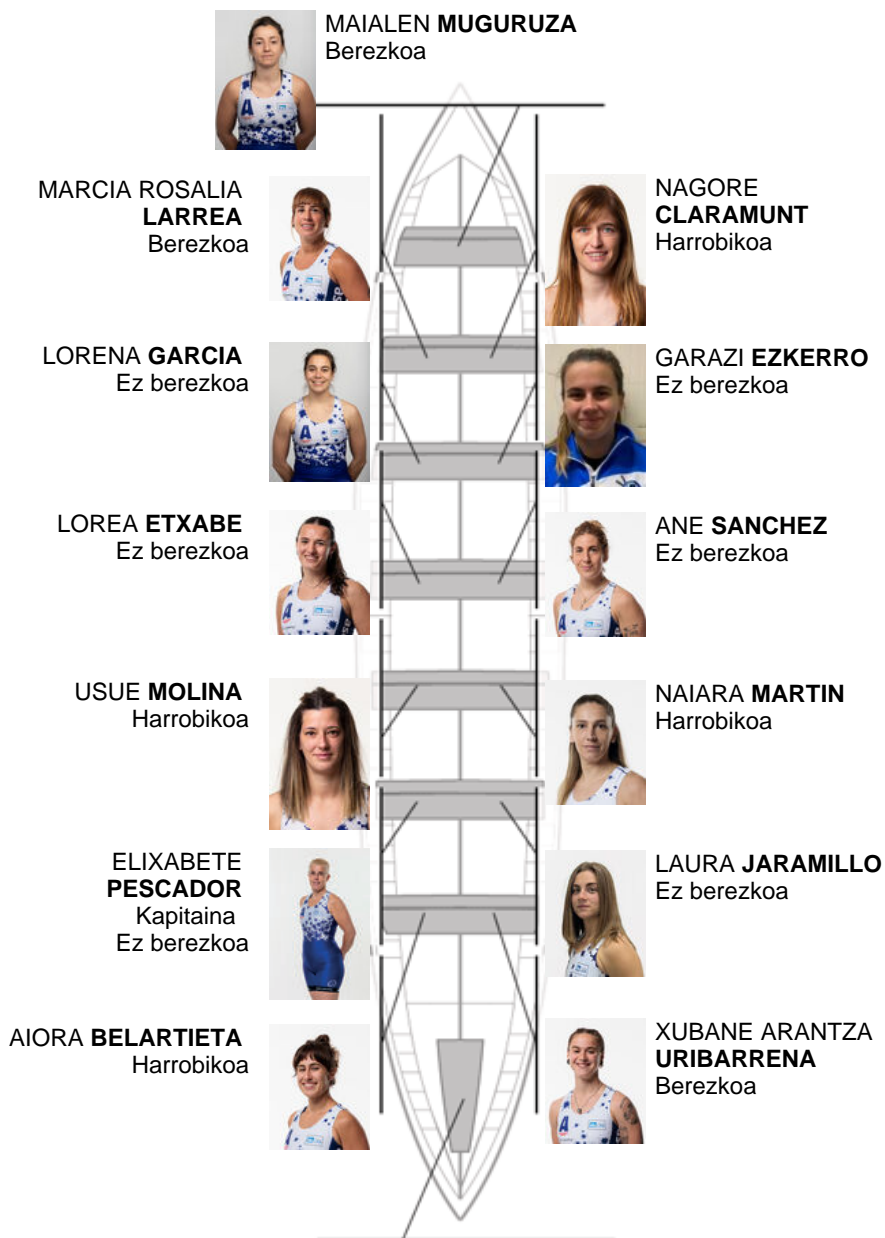 MAIALEN MUGURUZA
Berezkoa
MARCIA ROSALIA
LARREA
Berezkoa
NAGORE
CLARAMUNT
Harrobikoa
LORENA GARCIA
Ez berezkoa
GARAZI EZKERRO
Ez berezkoa
LOREA ETXABE
Ez berezkoa
ANE SANCHEZ
Ez berezkoa
USUE MOLINA
Harrobikoa
NAIARA MARTIN
Harrobikoa
ELIXABETE
PESCADOR
Kapitaina
Ez berezkoa
LAURA JARAMILLO
Ez berezkoa
AIORA BELARTIETA
Harrobikoa
XUBANE ARANTZA
URIBARRENA
Berezkoa